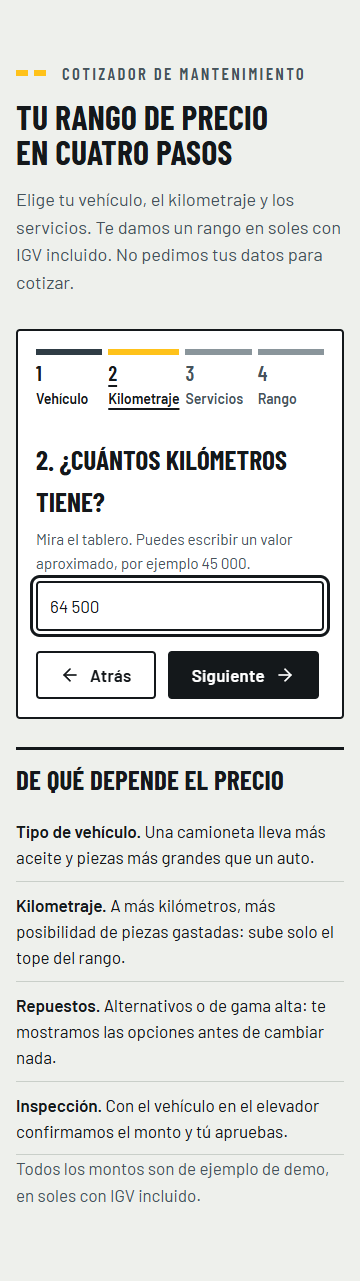 COTIZADOR DE MANTENIMIENTO
TU RANGO DE PRECIO
EN CUATRO PASOS
Elige tu vehículo, el kilometraje y los
servicios. Te damos un rango en soles con
IGV incluido. No pedimos tus datos para
cotizar.
1 2 3 4
Vehículo Kilometraje Servicios Rango
2. ¿CUÁNTOS KILÓMETROS
TIENE?
Mira el tablero. Puedes escribir un valor
aproximado, por ejemplo 45 000.
64 500
← Atrás Siguiente →
DE QUÉ DEPENDE EL PRECIO
Tipo de vehículo. Una camioneta lleva más
aceite y piezas más grandes que un auto.
Kilometraje. A más kilómetros, más
posibilidad de piezas gastadas: sube solo el
tope del rango.
Repuestos. Alternativos o de gama alta: te
mostramos las opciones antes de cambiar
nada.
Inspección. Con el vehículo en el elevador
confirmamos el monto y tú apruebas.
Todos los montos son de ejemplo de demo,
en soles con IGV incluido.